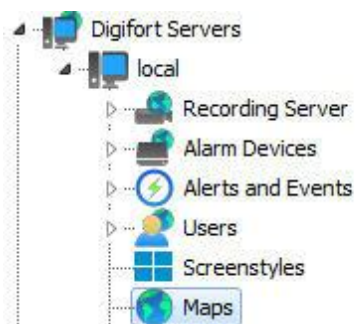 Digifort Servers
local
Recording Server
Alarm Devices
Alerts and Events
Users
Screenstyles
Maps